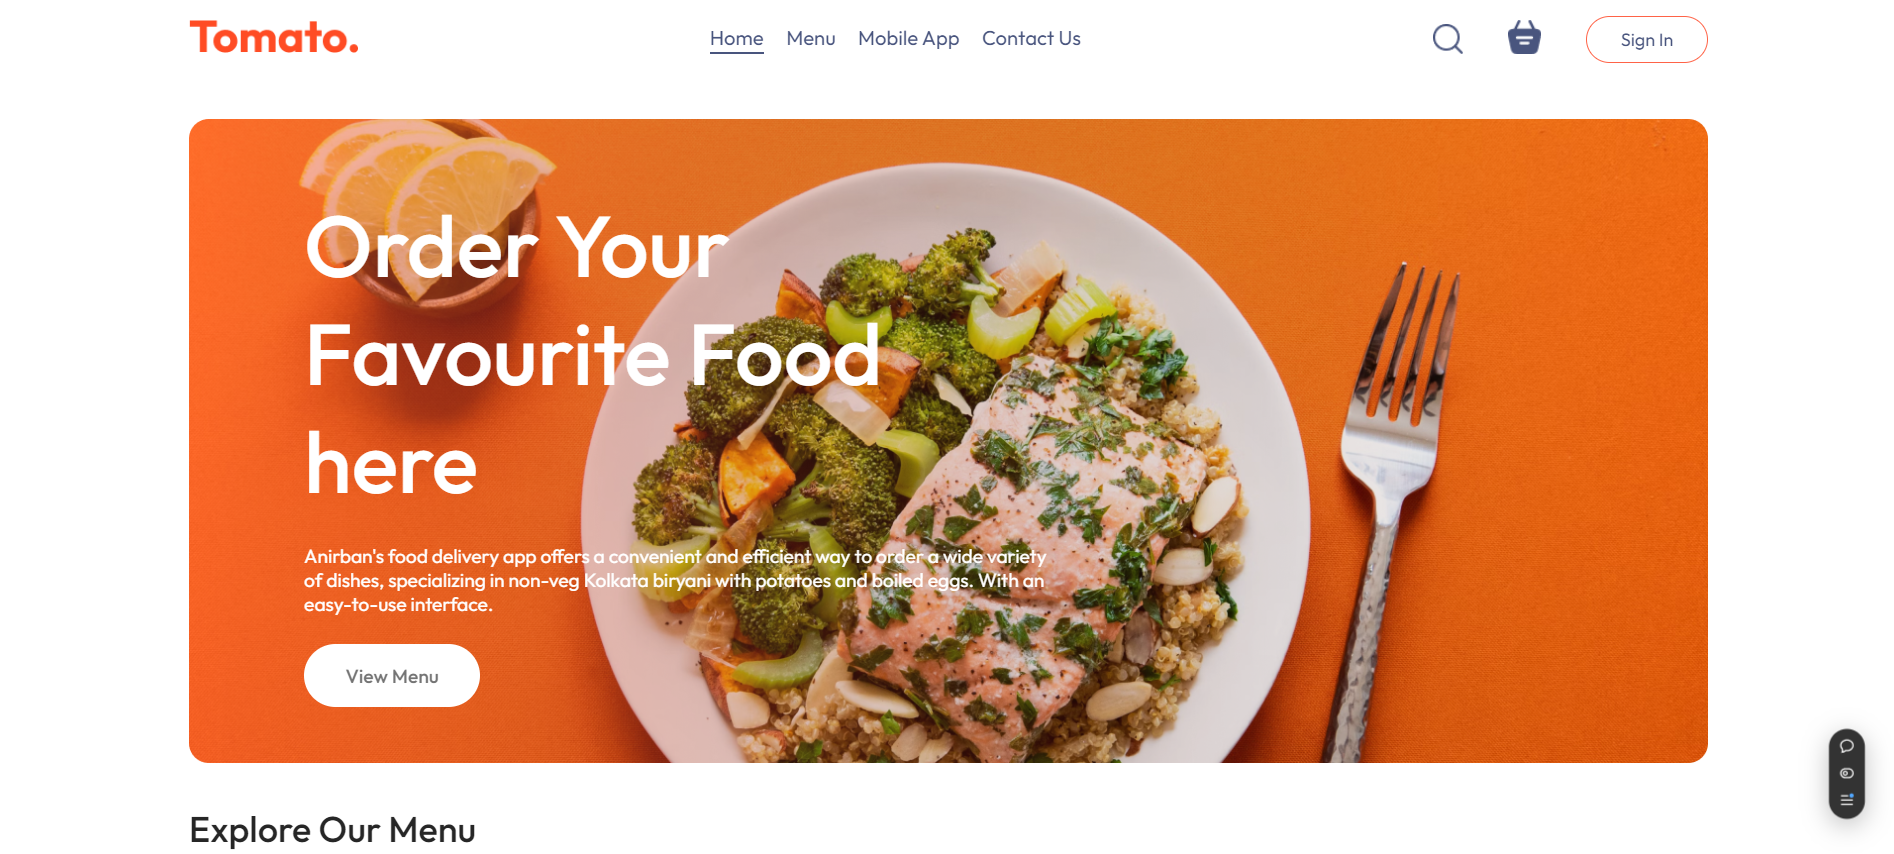 Tomato.
Home
Menu
Mobile App
Contact Us
Sign In
Order Your
Favourite Food
here
Anirban's food delivery app offers a convenient and efficient way to order a wide variety
of dishes, specializing in non-veg Kolkata biryani with potatoes and boiled eggs. With an
easy-to-use interface.
View Menu
Explore Our Menu